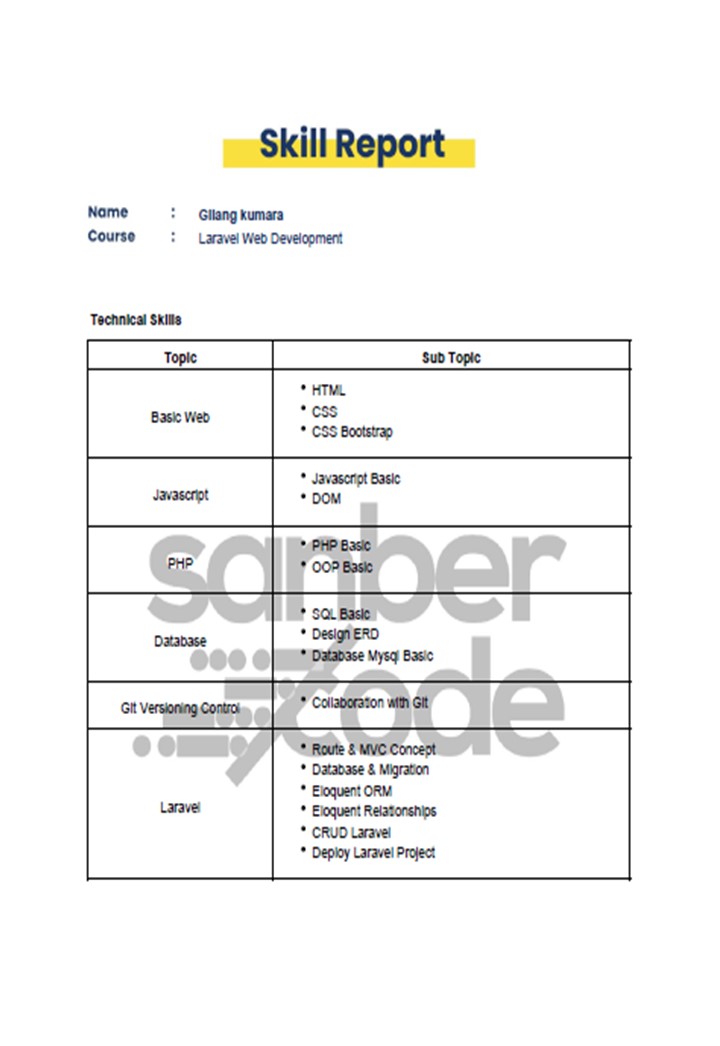 Skill Report
Name : Gilang kumara
Course : Laravel Web Development
Technical Skills
Topic Sub Topic
Basic Web
• HTML
• CSS
• CSS Bootstrap
Javascript
• Javascript Basic
• DOM
PHP
• PHP Basic
• OOP Basic
Database
• SQL Basic
• Design ERD
• Database Mysql Basic
Git Versioning Control
• Collaboration with Git
Laravel
• Route & MVC Concept
• Database & Migration
• Eloquent ORM
• Eloquent Relationships
• CRUD Laravel
• Deploy Laravel Project
sanber
code